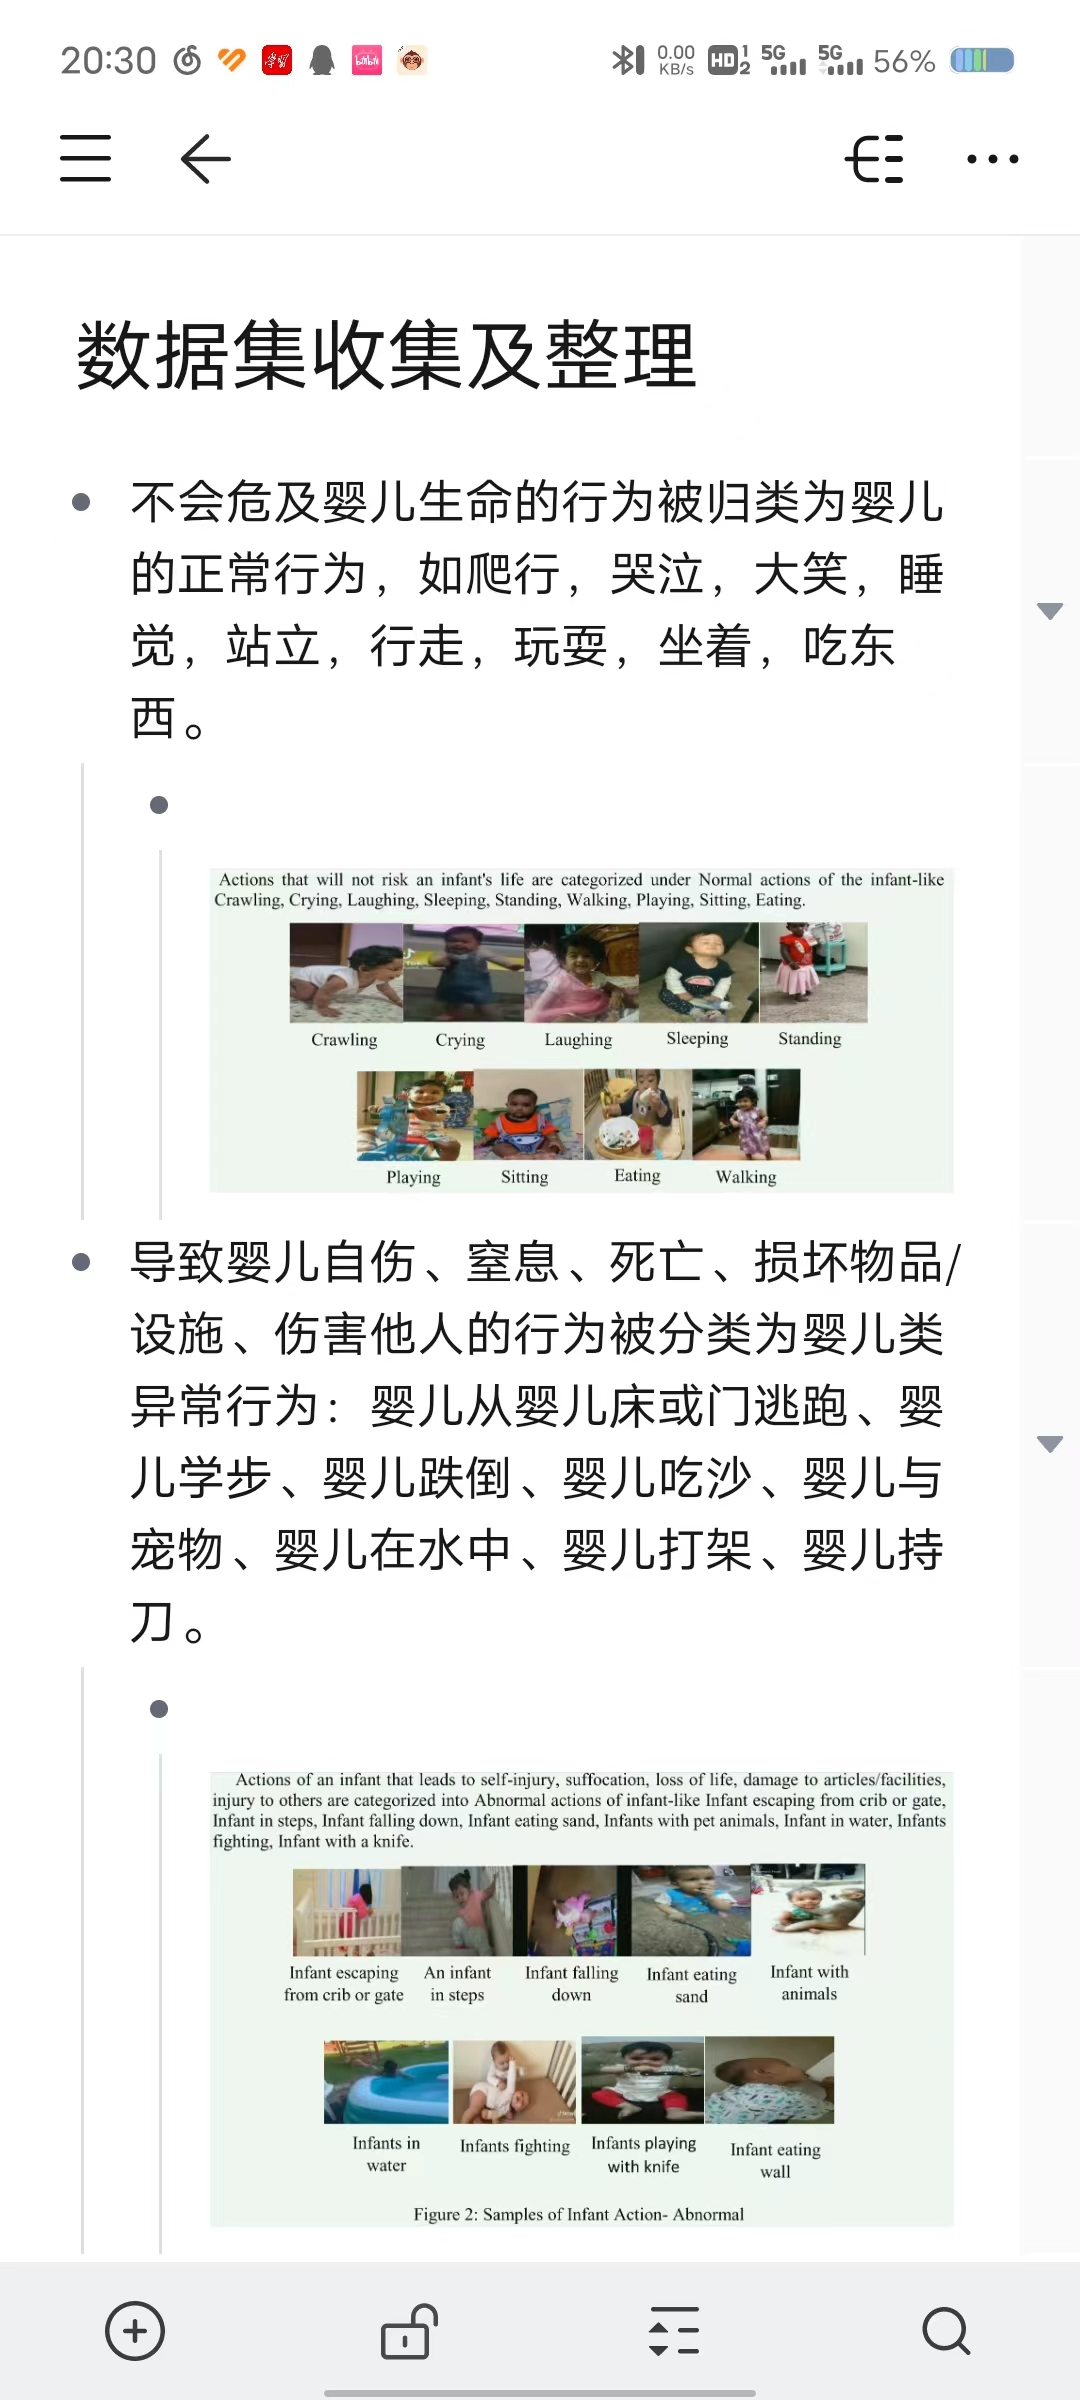 20:30
0.00 KB/s HD 1 2 5G 5G 56%
数据集收集及整理
不会危及婴儿生命的行为被归类为婴儿
的正常行为，如爬行，哭泣，大笑，睡
觉，站立，行走，玩耍，坐着，吃东
西。
Actions that will not risk an infant's life are categorized under Normal actions of the infant-like
Crawling, Crying, Laughing, Sleeping, Standing, Walking, Playing, Sitting, Eating.
Crawling Crying Laughing Sleeping Standing
Playing Sitting Eating Walking
导致婴儿自伤、窒息、死亡、损坏物品/
设施、伤害他人的行为被分类为婴儿类
异常行为：婴儿从婴儿床或门逃跑、婴
儿学步、婴儿跌倒、婴儿吃沙、婴儿与
宠物、婴儿在水中、婴儿打架、婴儿持
刀。
Actions of an infant that leads to self-injury, suffocation, loss of life, damage to articles/facilities,
injury to others are categorized into Abnormal actions of infant-like Infant escaping from crib or gate,
Infant in steps, Infant falling down, Infant eating sand, Infants with pet animals, Infant in water, Infants
fighting, Infant with a knife.
Infant escaping An infant Infant falling Infant eating Infant with
from crib or gate in steps down sand animals
Infants in Infants fighting Infants playing Infant eating
water with knife wall
Figure 2: Samples of Infant Action- Abnormal